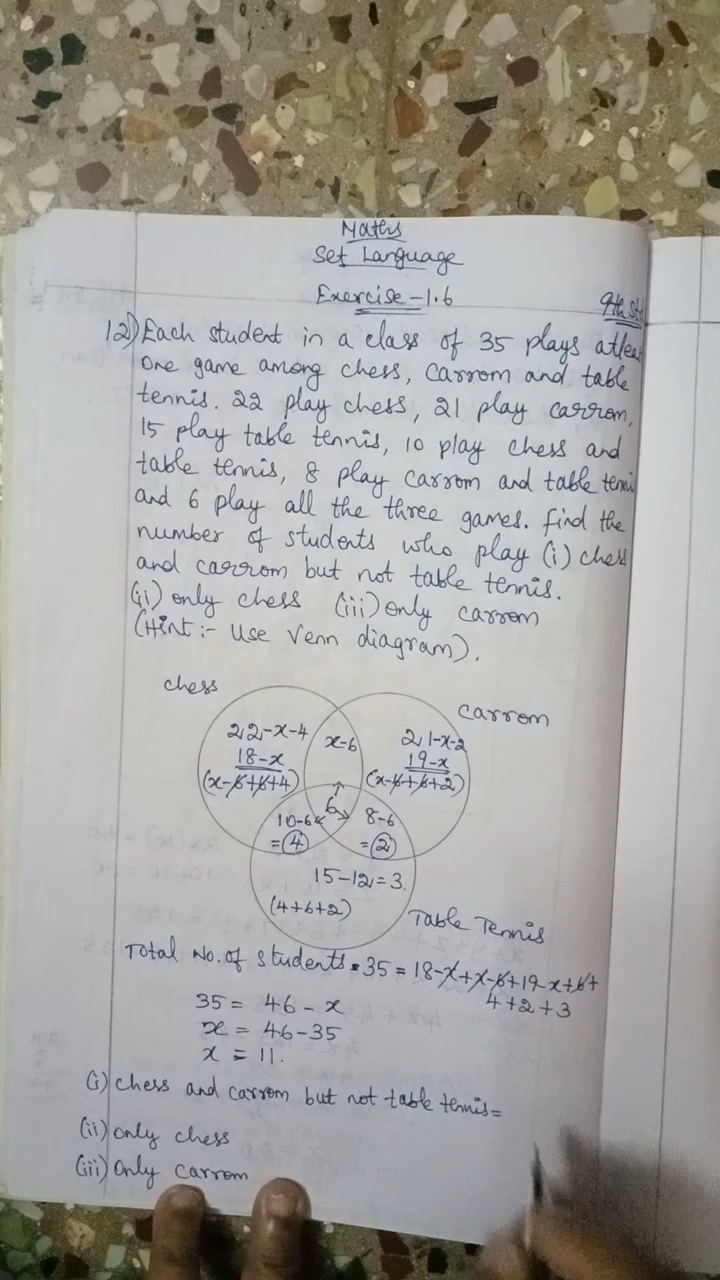 Maths
Set Language
Exercise - 1.6
9th std
12) Each student in a class of 35 plays atleas
one game among chess, carrom and table
tennis. 22 play chess, 21 play carrom,
15 play table tennis, 10 play chess and
table tennis, 8 play carrom and table tenni
and 6 play all the three games. find the
number of students who play (i) chess
and carrom but not table tennis.
(ii) only chess (iii) only carrom
(Hint :- Use Venn diagram).
chess
carrom
22-x-4
18-x
(x-6+6+4)
x-6
21-x-2
19-x
(x-6+6+2)
6
10-6
=4
8-6
=2
15-12=3.
(4+6+2)
Table Tennis
Total No. of students = 35 = 18-x+x-6+19-x+6+
4+2+3
35 = 46 - x
x = 46-35
x = 11.
(i) chess and carrom but not table tennis=
(ii) only chess
(iii) Only carrom